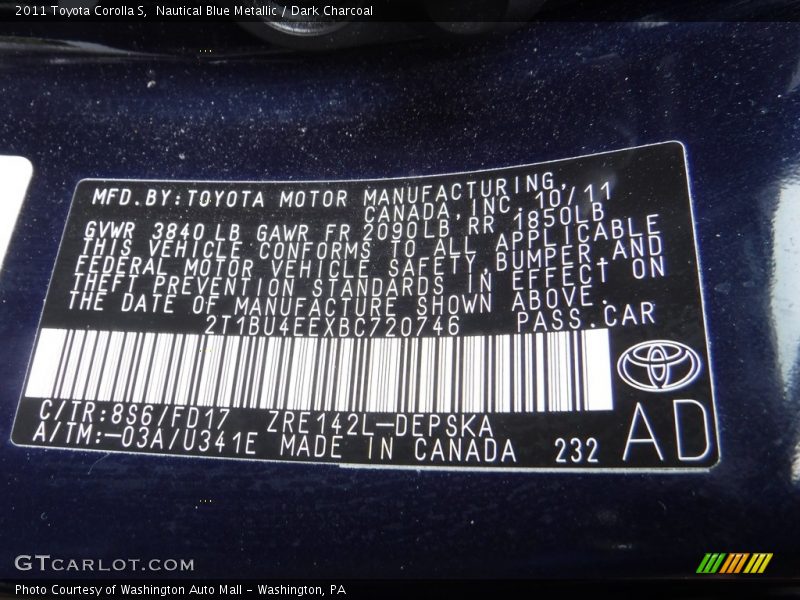 2011 Toyota Corolla S, Nautical Blue Metallic / Dark Charcoal
MFD.BY:TOYOTA MOTOR MANUFACTURING,
CANADA,INC. 10/11
GVWR 3840 LB GAWR FR 2090LB RR 1850LB
THIS VEHICLE CONFORMS TO ALL APPLICABLE
FEDERAL MOTOR VEHICLE SAFETY,BUMPER,AND
THEFT PREVENTION STANDARDS IN EFFECT ON
THE DATE OF MANUFACTURE SHOWN ABOVE.
2T1BU4EEXBC720746 PASS.CAR
C/TR:8S6/FD17 ZRE142L-DEPSKA
A/TM:-03A/U341E MADE IN CANADA 232
AD
GTCARLOT.COM
Photo Courtesy of Washington Auto Mall - Washington, PA